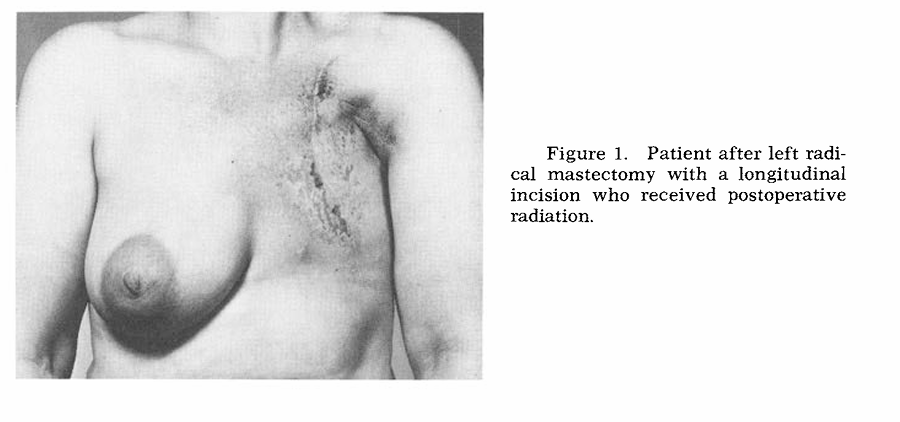 Figure 1. Patient after left radi-
cal mastectomy with a longitudinal
incision who received postoperative
radiation.